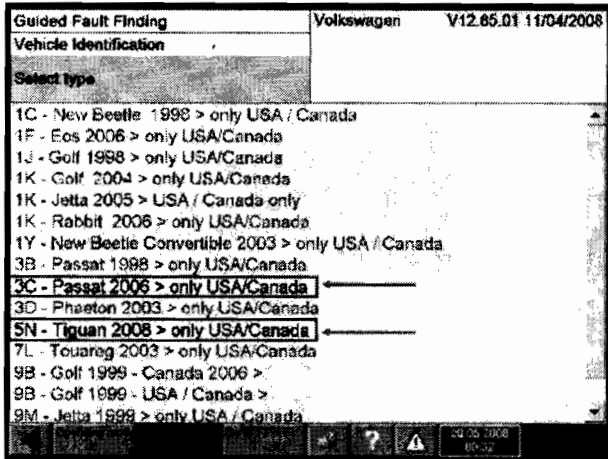 Guided Fault Finding
Volkswagen V12.85.01 11/04/2008
Vehicle Identification
Select type
1C - New Beetle 1998 > only USA / Canada
1F - Eos 2006 > only USA/Canada
1J - Golf 1998 > only USA/Canada
1K - Golf 2004 > only USA/Canada
1K - Jetta 2005 > USA / Canada only
1K - Rabbit 2006 > only USA/Canada
1Y - New Beetle Convertible 2003 > only USA / Canada
3B - Passat 1998 > only USA/Canada
3C - Passat 2006 > only USA/Canada
3D - Phaeton 2003 > only USA/Canada
5N - Tiguan 2008 > only USA/Canada
7L - Touareg 2003 > only USA/Canada
9B - Golf 1999 - Canada 2006 >
9B - Golf 1999 - USA / Canada >
9M - Jetta 1999 > only USA / Canada
?